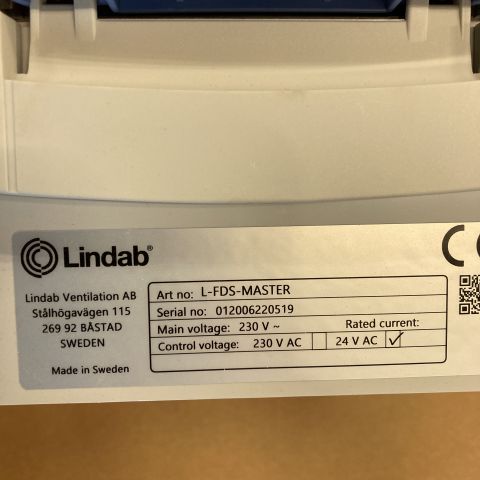 Lindab®
Lindab Ventilation AB
Stålhögavägen 115
269 92 BÅSTAD
SWEDEN
Made in Sweden
Art no: L-FDS-MASTER
Serial no: 012006220519
Main voltage: 230 V ~ Rated current:
Control voltage: 230 V AC 24 V AC ✓
CE